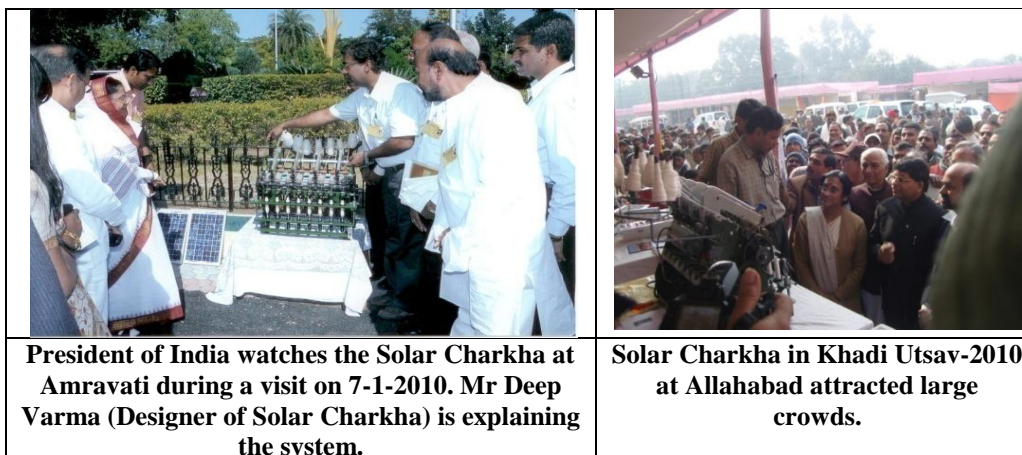 President of India watches the Solar Charkha at
Amravati during a visit on 7-1-2010. Mr Deep
Varma (Designer of Solar Charkha) is explaining
the system.
Solar Charkha in Khadi Utsav-2010
at Allahabad attracted large
crowds.